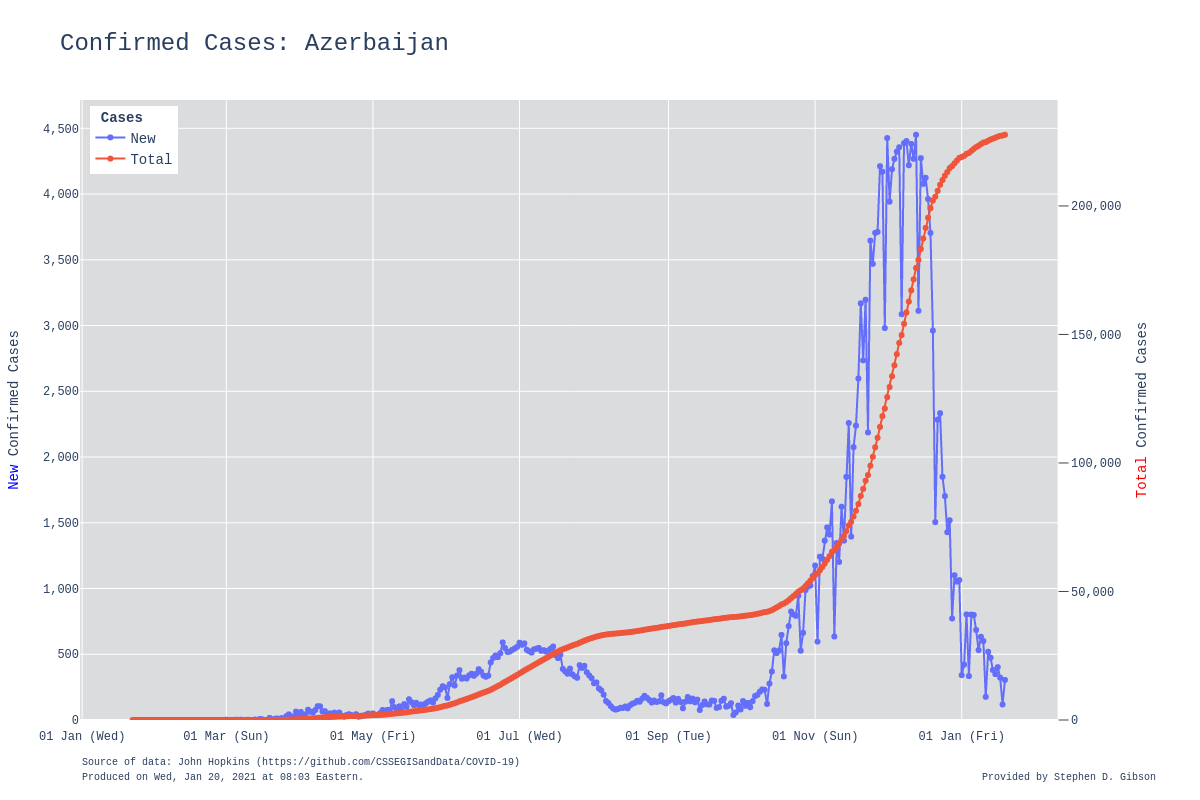 Confirmed Cases: Azerbaijan
Cases
New
Total
4,500
4,000
3,500
3,000
2,500
2,000
1,500
1,000
500
0
New Confirmed Cases
200,000
150,000
100,000
50,000
0
Total Confirmed Cases
01 Jan (Wed)
01 Mar (Sun)
01 May (Fri)
01 Jul (Wed)
01 Sep (Tue)
01 Nov (Sun)
01 Jan (Fri)
Source of data: John Hopkins (https://github.com/CSSEGISandData/COVID-19)
Produced on Wed, Jan 20, 2021 at 08:03 Eastern.
Provided by Stephen D. Gibson